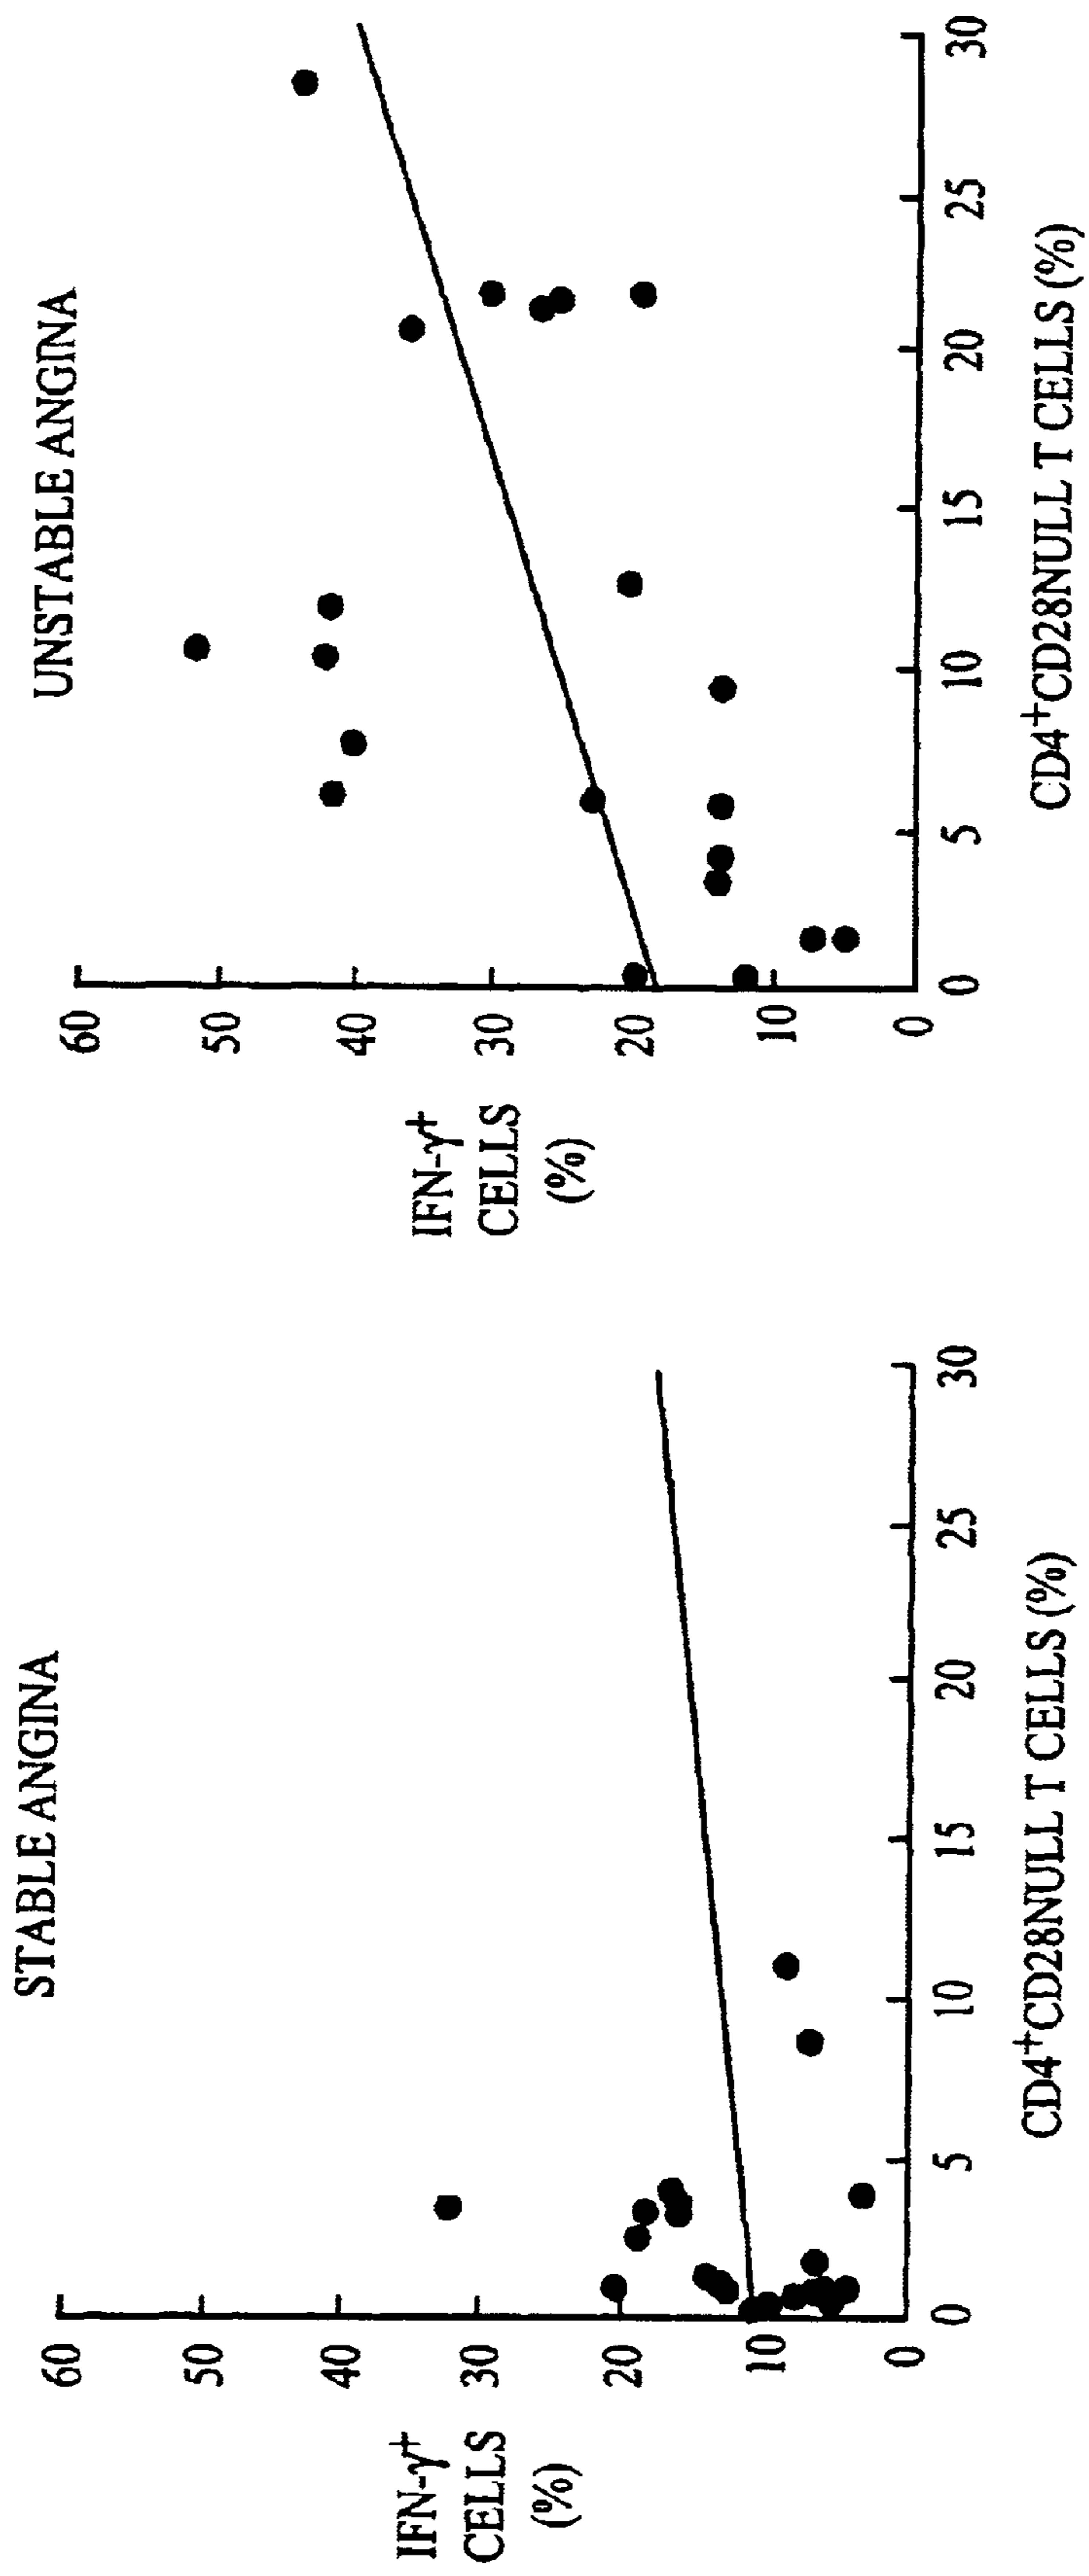 STABLE ANGINA
IFN-γ+
CELLS
(%)
60
50
40
30
20
10
0
0 5 10 15 20 25 30
CD4+CD28NULL T CELLS (%)
UNSTABLE ANGINA
IFN-γ+
CELLS
(%)
60
50
40
30
20
10
0
0 5 10 15 20 25 30
CD4+CD28NULL T CELLS (%)